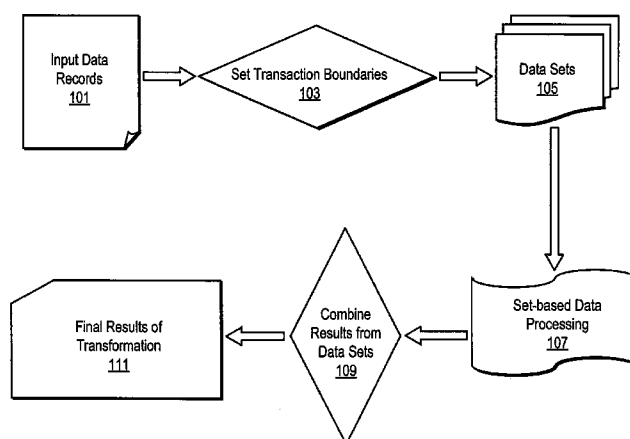 Input Data
Records
101
Set Transaction Boundaries
103
Data Sets
105
Set-based Data
Processing
107
Combine
Results from
Data Sets
109
Final Results of
Transformation
111